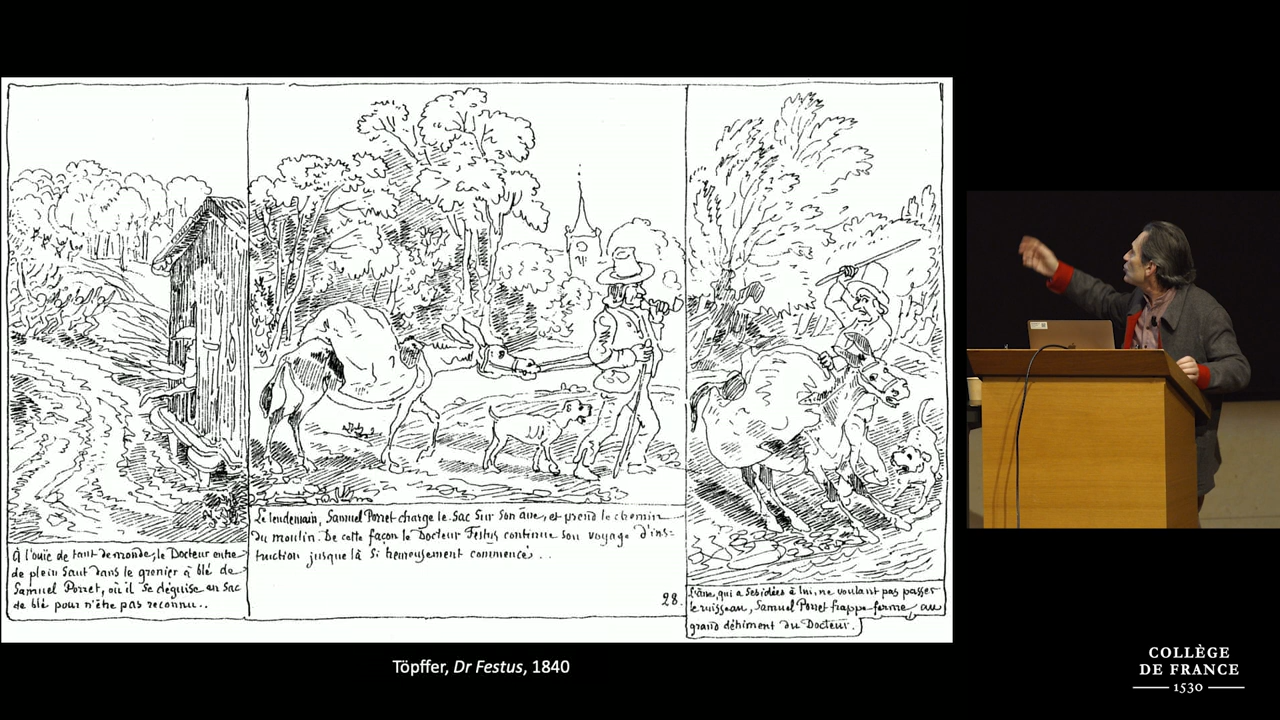 À l'ouïe de tant de monde, le Docteur entre
de plein saut dans le grenier à blé de
Samuel Porret, où il se déguise en sac
de blé pour n'être pas reconnu..
Le lendemain, Samuel Porret charge le sac sur son âne, et prend le chemin
du moulin. De cette façon le Docteur Festus continue son voyage d'ins-
truction jusque là si heureusement commencé...
28.
L'âne, qui a ses idées à lui, ne voulant pas passer
le ruisseau, Samuel Porret frappe ferme, au
grand détriment du Docteur.
Töpffer, Dr Festus, 1840
COLLÈGE
DE FRANCE
1530